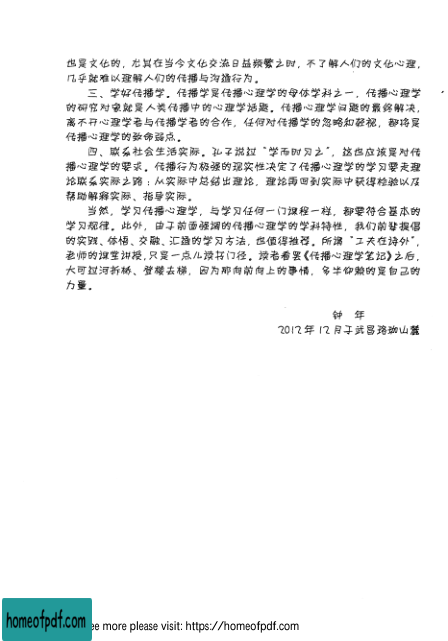 也是文化的，尤其在当今文化交流日益频繁之时，不了解人们的文化心理，
几乎就难以理解人们的传播与沟通行为。
三、学好传播学。传播学是传播心理学的母体学科之一，传播心理学
的研究对象就是人类传播中的心理学话题。传播心理学问题的最终解决，
离不开心理学者与传播学者的合作，任何对传播学的忽略和轻视，都将是
传播心理学的致命弱点。
四、联系社会生活实际。孔子说过“学而时习之”，这也应该是对传
播心理学的要求。传播行为极强的现实性决定了传播心理学的学习要走理
论联系实际之路：从实际中总结出理论，理论再回到实际中获得检验以及
帮助解释实际、指导实际。
当然，学习传播心理学，与学习任何一门课程一样，都要符合基本的
学习规律。此外，由于前面强调的传播心理学的学科特性，我们前辈提倡
的实践、体悟、交融、汇通的学习方法，也值得推荐。所谓“工夫在诗外”，
老师的课堂讲授，只是一点儿读书门径。读者看罢《传播心理学笔记》之后，
大可过河拆桥、登楼去梯，因为那向前向上的事情，多半仰赖的是自己的
力量。
钟 年
2012年12月于武昌珞珈山麓
homeofpdf.com
ee more please visit: https://homeofpdf.com